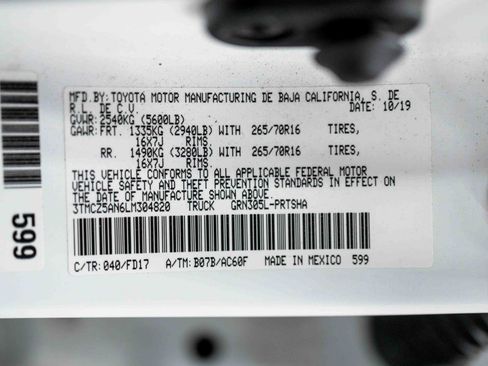 MFD.BY:TOYOTA MOTOR MANUFACTURING DE BAJA CALIFORNIA, S. DE
R.L. DE C.V. DATE: 10/19
GVWR: 2540KG (5600LB)
GAWR:FRT. 1335KG (2940LB) WITH 265/70R16 TIRES,
16X7J RIMS.
RR. 1490KG (3280LB) WITH 265/70R16 TIRES,
16X7J RIMS.
THIS VEHICLE CONFORMS TO ALL APPLICABLE FEDERAL MOTOR
VEHICLE SAFETY AND THEFT PREVENTION STANDARDS IN EFFECT ON
THE DATE OF MANUFACTURE SHOWN ABOVE.
3TMCZ5AN6LM304820 TRUCK GRN305L-PRTSHA
C/TR: 040/FD17 A/TM: B07B/AC60F MADE IN MEXICO 599
599